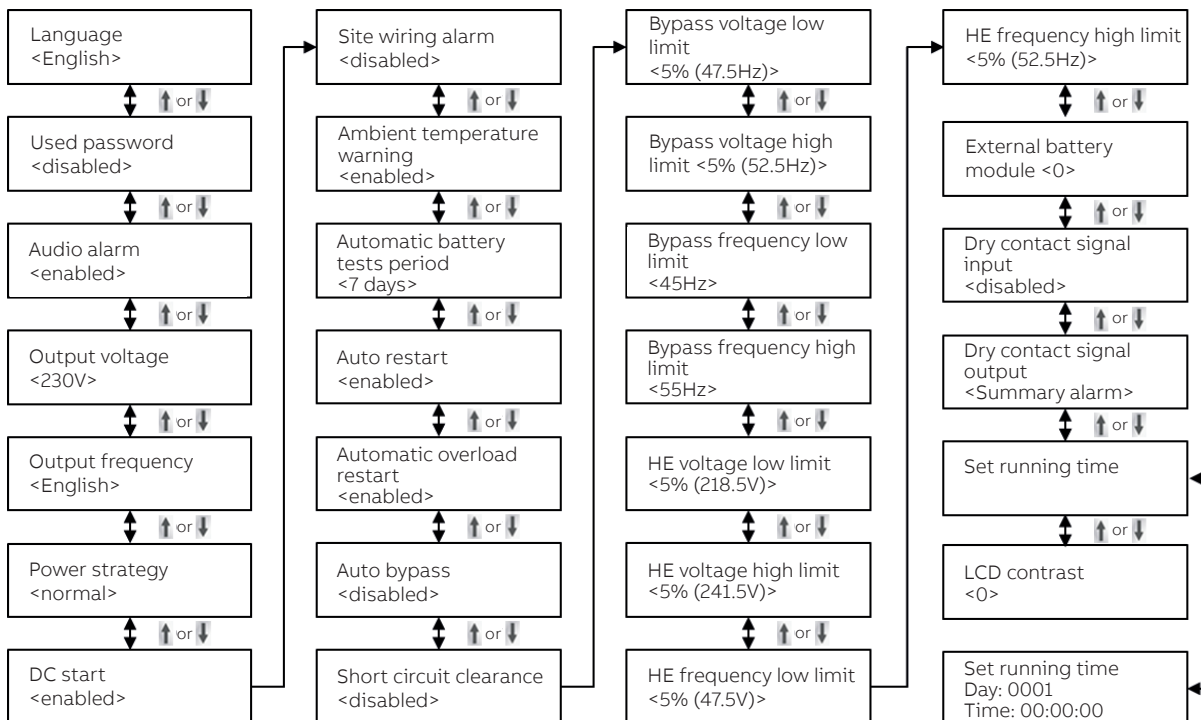 Language
<English>
or
Used password
<disabled>
or
Audio alarm
<enabled>
or
Output voltage
<230V>
or
Output frequency
<English>
or
Power strategy
<normal>
or
DC start
<enabled>
Site wiring alarm
<disabled>
or
Ambient temperature
warning
<enabled>
or
Automatic battery
tests period
<7 days>
or
Auto restart
<enabled>
or
Automatic overload
restart
<enabled>
or
Auto bypass
<disabled>
or
Short circuit clearance
<disabled>
Bypass voltage low
limit
<5% (47.5Hz)>
or
Bypass voltage high
limit <5% (52.5Hz)>
or
Bypass frequency low
limit
<45Hz>
or
Bypass frequency high
limit
<55Hz>
or
HE voltage low limit
<5% (218.5V)>
or
HE voltage high limit
<5% (241.5V)>
or
HE frequency low limit
<5% (47.5V)>
HE frequency high limit
<5% (52.5Hz)>
or
External battery
module <0>
or
Dry contact signal
input
<disabled>
or
Dry contact signal
output
<Summary alarm>
or
Set running time
or
LCD contrast
<0>
Set running time
Day: 0001
Time: 00:00:00